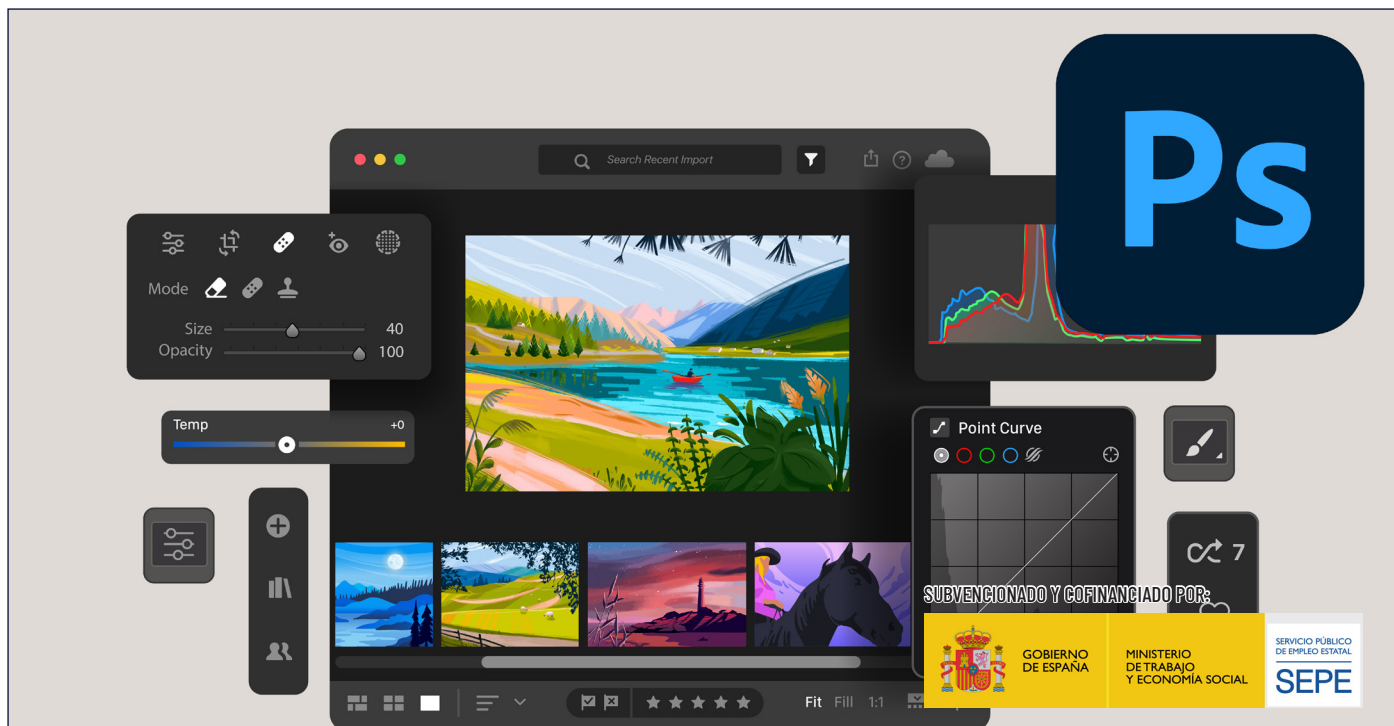 Ps
Search Recent Import
?
Mode
Size 40
Opacity 100
Temp +0
Point Curve
7
Fit Fill 1:1
SUBVENCIONADO Y COFINANCIADO POR:
GOBIERNO
DE ESPAÑA
MINISTERIO
DE TRABAJO
Y ECONOMÍA SOCIAL
SERVICIO PÚBLICO
DE EMPLEO ESTATAL
SEPE